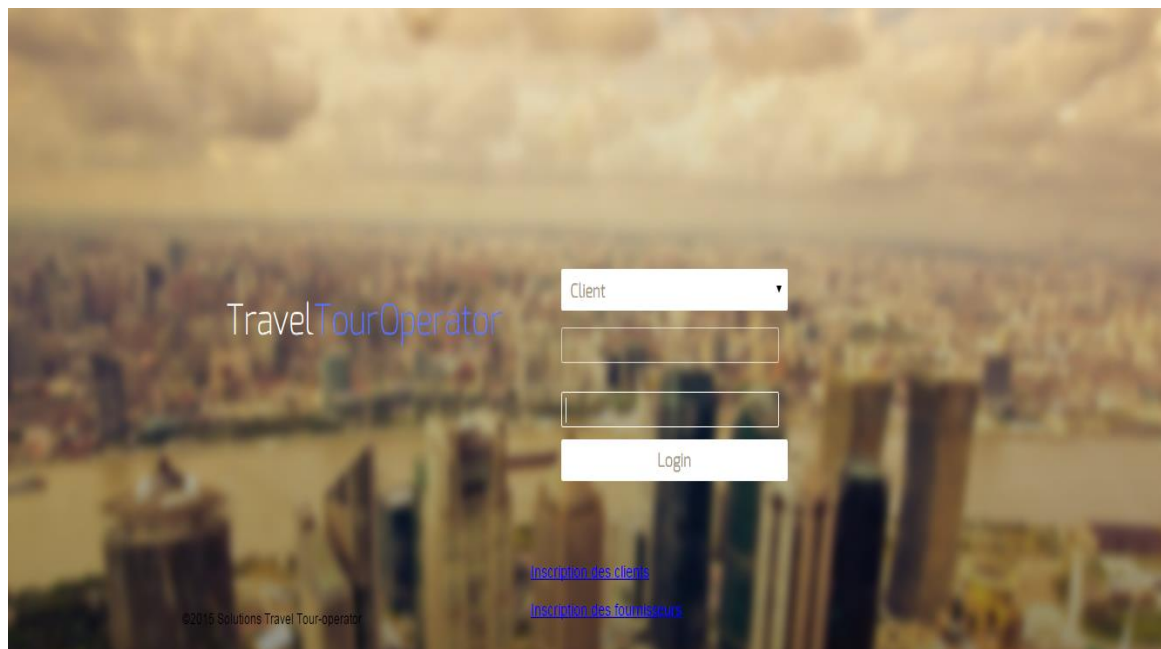 Client
TravelTourOperator
Login
Inscription des clients
Inscription des fournisseurs
©2015 Solutions Travel Tour-operator